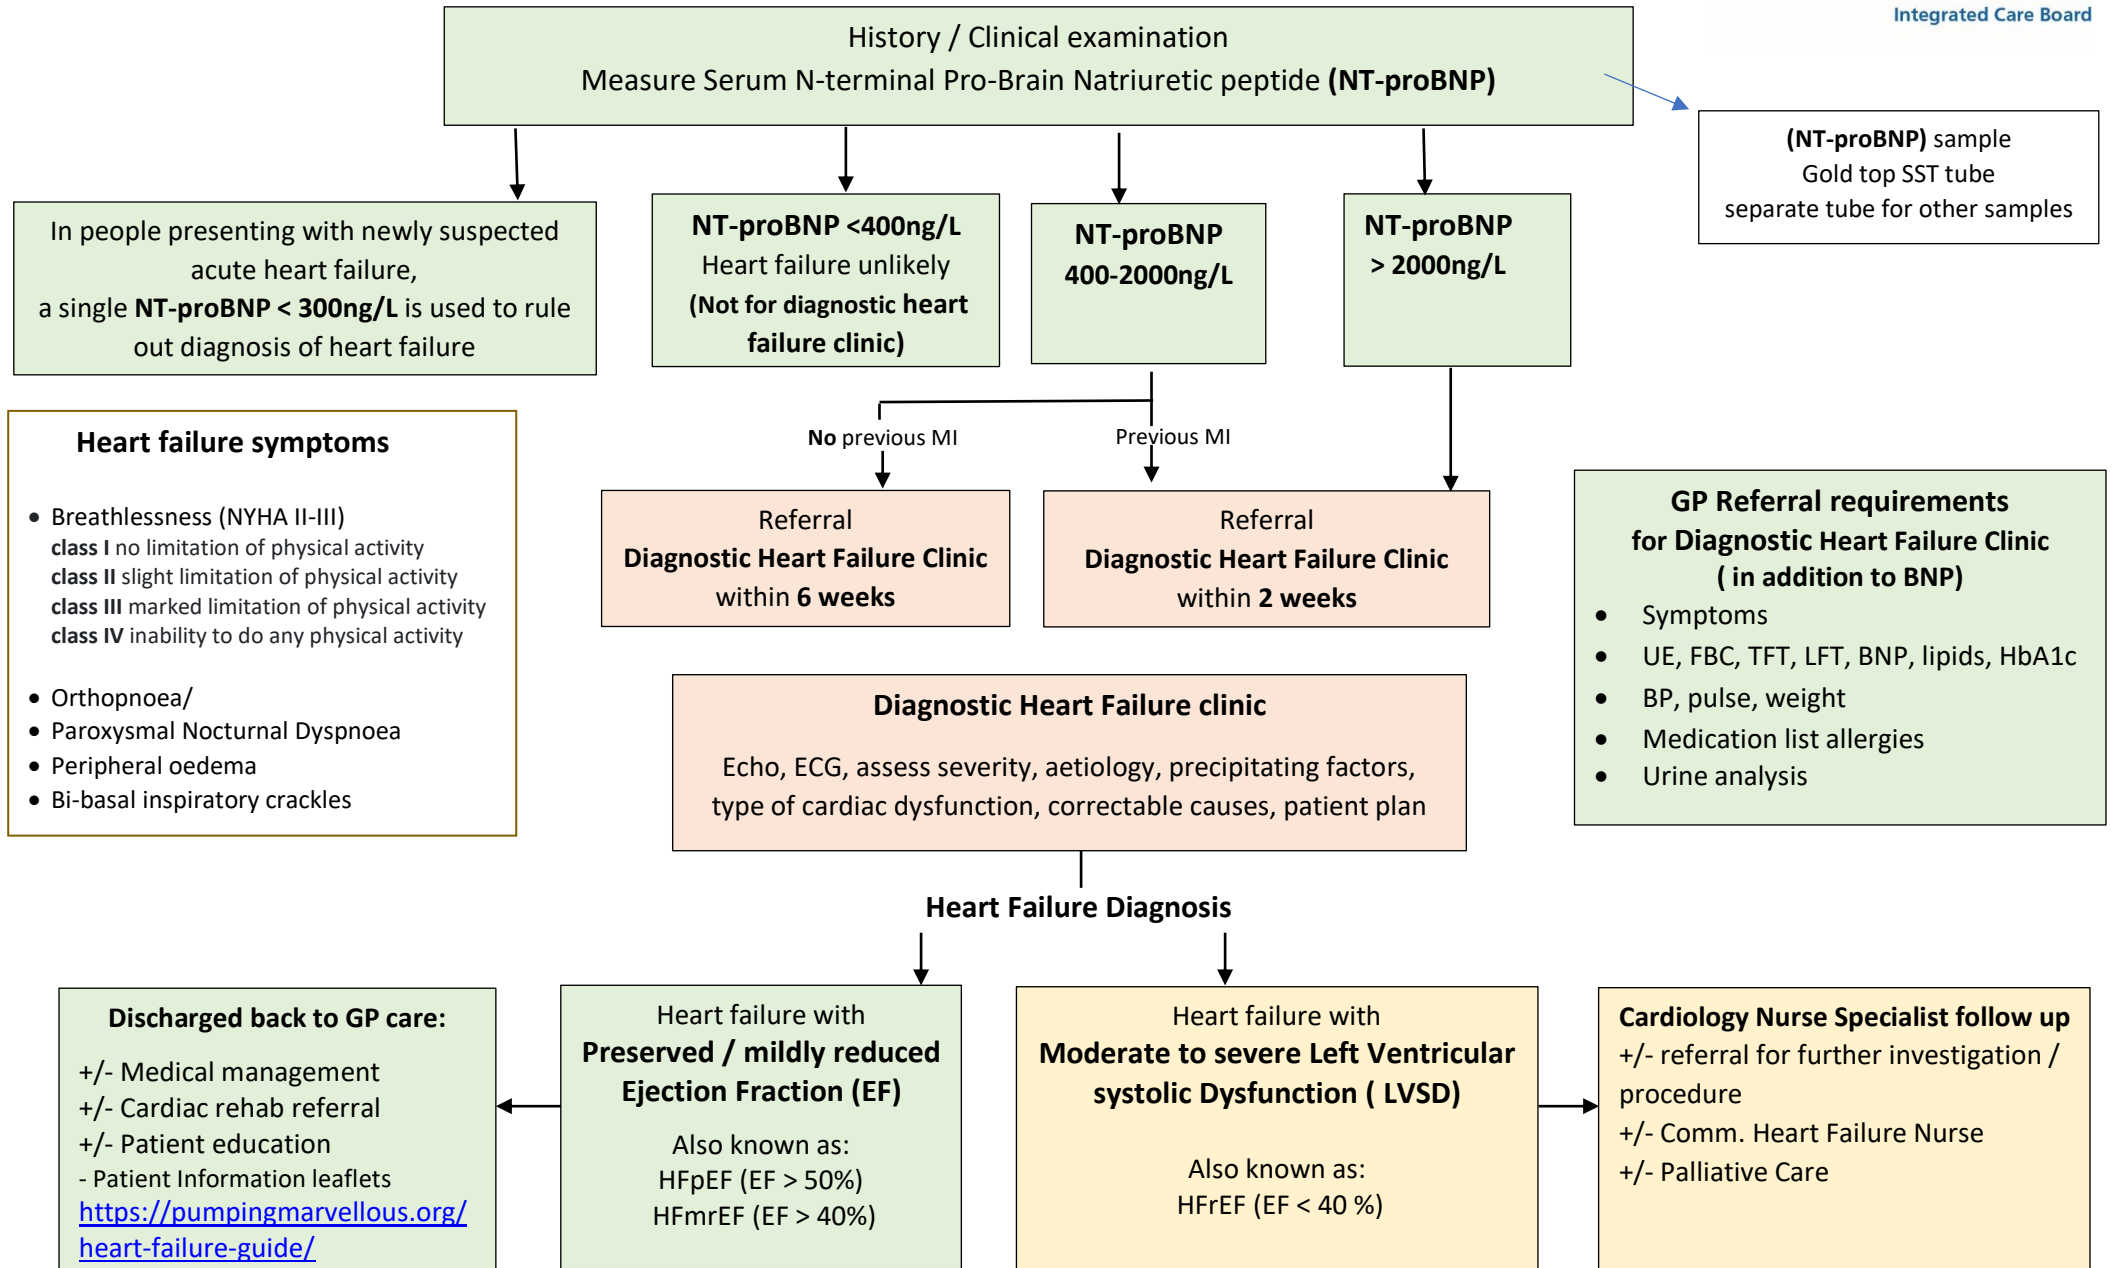 Integrated Care Board
History / Clinical examination
Measure Serum N-terminal Pro-Brain Natriuretic peptide (NT-proBNP)
(NT-proBNP) sample
Gold top SST tube
separate tube for other samples
In people presenting with newly suspected
acute heart failure,
a single NT-proBNP < 300ng/L is used to rule
out diagnosis of heart failure
NT-proBNP <400ng/L
Heart failure unlikely
(Not for diagnostic heart
failure clinic)
NT-proBNP
400-2000ng/L
NT-proBNP
> 2000ng/L
No previous MI
Previous MI
Heart failure symptoms
• Breathlessness (NYHA II-III)
class I no limitation of physical activity
class II slight limitation of physical activity
class III marked limitation of physical activity
class IV inability to do any physical activity
• Orthopnoea/
• Paroxysmal Nocturnal Dyspnoea
• Peripheral oedema
• Bi-basal inspiratory crackles
Referral
Diagnostic Heart Failure Clinic
within 6 weeks
Referral
Diagnostic Heart Failure Clinic
within 2 weeks
GP Referral requirements
for Diagnostic Heart Failure Clinic
( in addition to BNP)
• Symptoms
• UE, FBC, TFT, LFT, BNP, lipids, HbA1c
• BP, pulse, weight
• Medication list allergies
• Urine analysis
Diagnostic Heart Failure clinic
Echo, ECG, assess severity, aetiology, precipitating factors,
type of cardiac dysfunction, correctable causes, patient plan
Heart Failure Diagnosis
Discharged back to GP care:
+/- Medical management
+/- Cardiac rehab referral
+/- Patient education
- Patient Information leaflets
https://pumpingmarvellous.org/
heart-failure-guide/
Heart failure with
Preserved / mildly reduced
Ejection Fraction (EF)
Also known as:
HFpEF (EF > 50%)
HFmrEF (EF > 40%)
Heart failure with
Moderate to severe Left Ventricular
systolic Dysfunction ( LVSD)
Also known as:
HFrEF (EF < 40 %)
Cardiology Nurse Specialist follow up
+/- referral for further investigation /
procedure
+/- Comm. Heart Failure Nurse
+/- Palliative Care